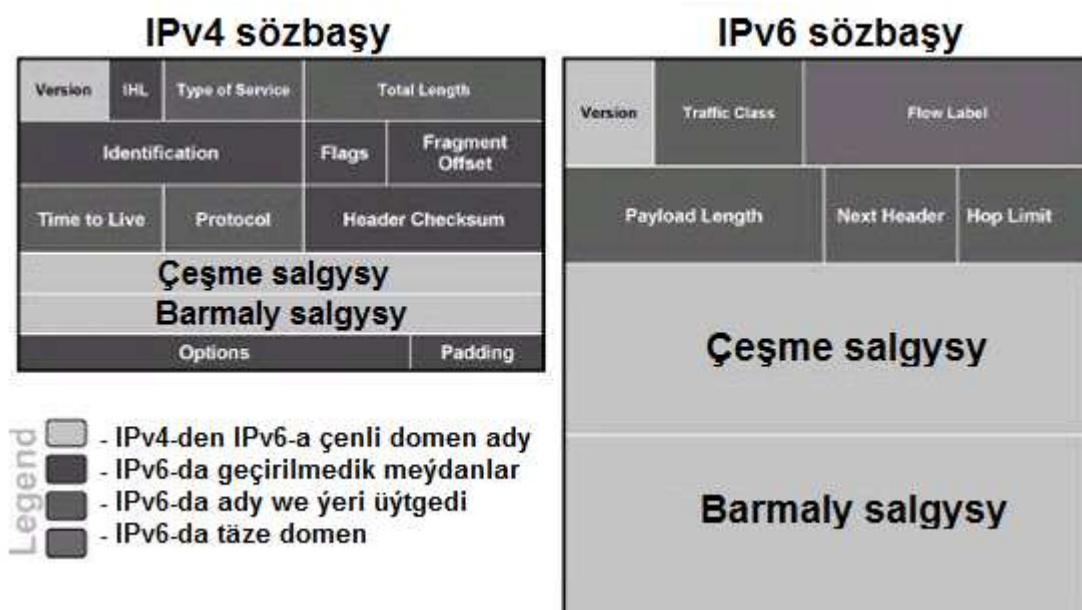 IPv4 sözbaşy
IPv6 sözbaşy
Version IHL Type of Service Total Length
Identification Flags Fragment
Offset
Time to Live Protocol Header Checksum
Çeşme salgysy
Barmaly salgysy
Options Padding
Version Traffic Class Flow Label
Payload Length Next Header Hop Limit
Çeşme salgysy
Barmaly salgysy
Legend
- IPv4-den IPv6-a çenli domen ady
- IPv6-da geçirilmedik meýdanlar
- IPv6-da ady we ýeri üýtgedi
- IPv6-da täze domen